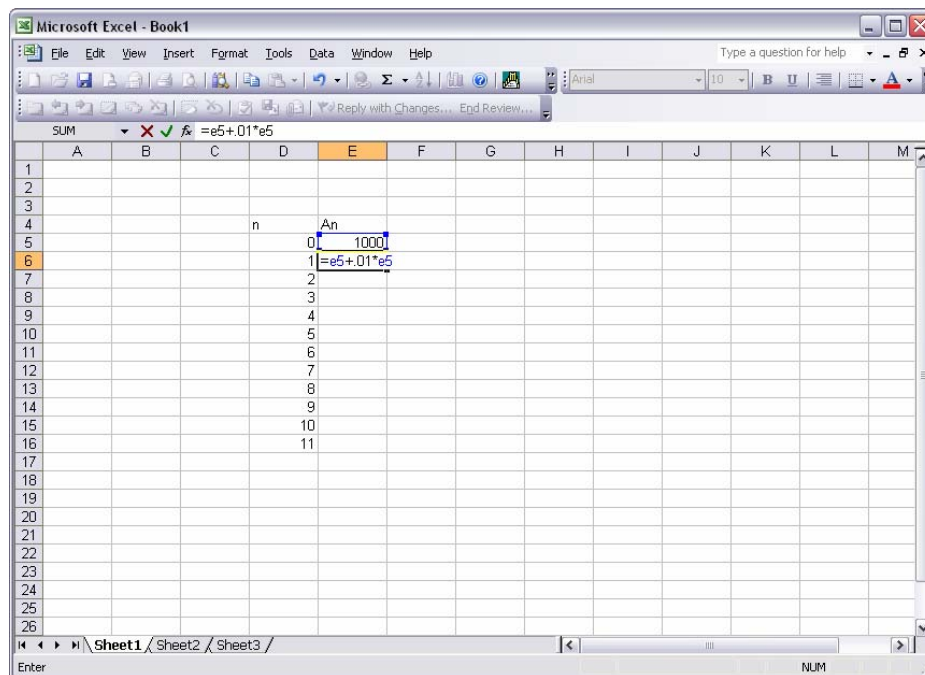 Microsoft Excel - Book1
File Edit View Insert Format Tools Data Window Help Type a question for help
Arial 10 B U A
Reply with Changes... End Review...
SUM fx =e5+.01*e5
A B C D E F G H I J K L M
1
2
3
4 n An
5 0 1000
6 1 =e5+.01*e5
7 2
8 3
9 4
10 5
11 6
12 7
13 8
14 9
15 10
16 11
17
18
19
20
21
22
23
24
25
26
Sheet1 Sheet2 Sheet3
Enter NUM